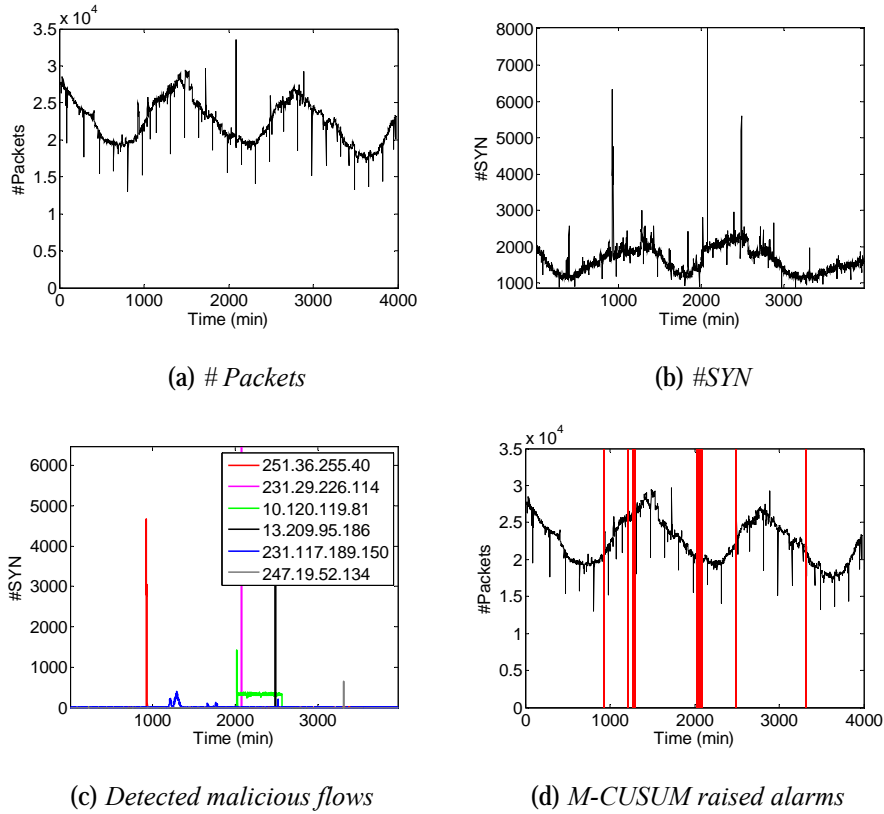 x 10^4
3.5
3
2.5
2
1.5
1
0.5
0
#Packets
0 1000 2000 3000 4000
Time (min)
(a) # Packets
8000
7000
6000
5000
4000
3000
2000
1000
#SYN
1000 2000 3000
Time (min)
(b) #SYN
6000
5000
4000
3000
2000
1000
0
#SYN
251.36.255.40
231.29.226.114
10.120.119.81
13.209.95.186
231.117.189.150
247.19.52.134
1000 2000 3000
Time (min)
(c) Detected malicious flows
x 10^4
3.5
3
2.5
2
1.5
1
0.5
0
#Packets
0 1000 2000 3000 4000
Time (min)
(d) M-CUSUM raised alarms